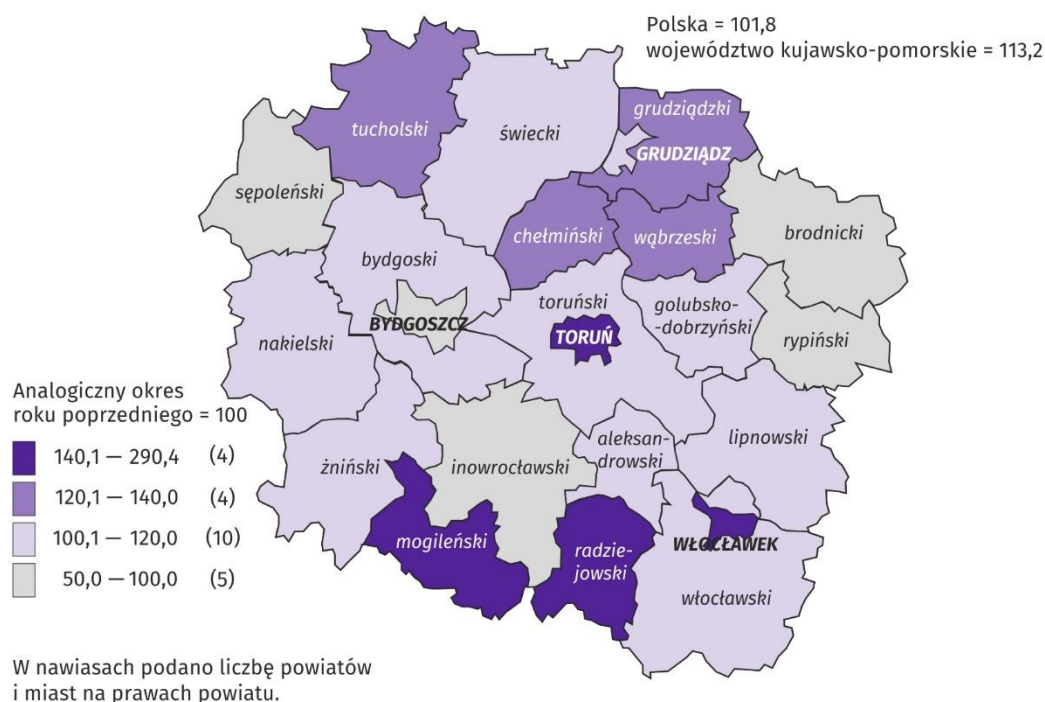 Polska = 101,8
województwo kujawsko-pomorskie = 113,2
grudziądzki
tucholski
świecki
GRUDZIĄDZ
sępoleński
chełmiński
wąbrzeski
brodnicki
bydgoski
toruński
golubsko-
-dobrzyński
BYDGOSZCZ
TORUŃ
rypiński
nakielski
Analogiczny okres
roku poprzedniego = 100
140,1 — 290,4 (4)
120,1 — 140,0 (4)
100,1 — 120,0 (10)
50,0 — 100,0 (5)
żniński
inowrocławski
aleksan-
drowski
lipnowski
mogileński
radzie-
jowski
WŁOCŁAWEK
włocławski
W nawiasach podano liczbę powiatów
i miast na prawach powiatu.